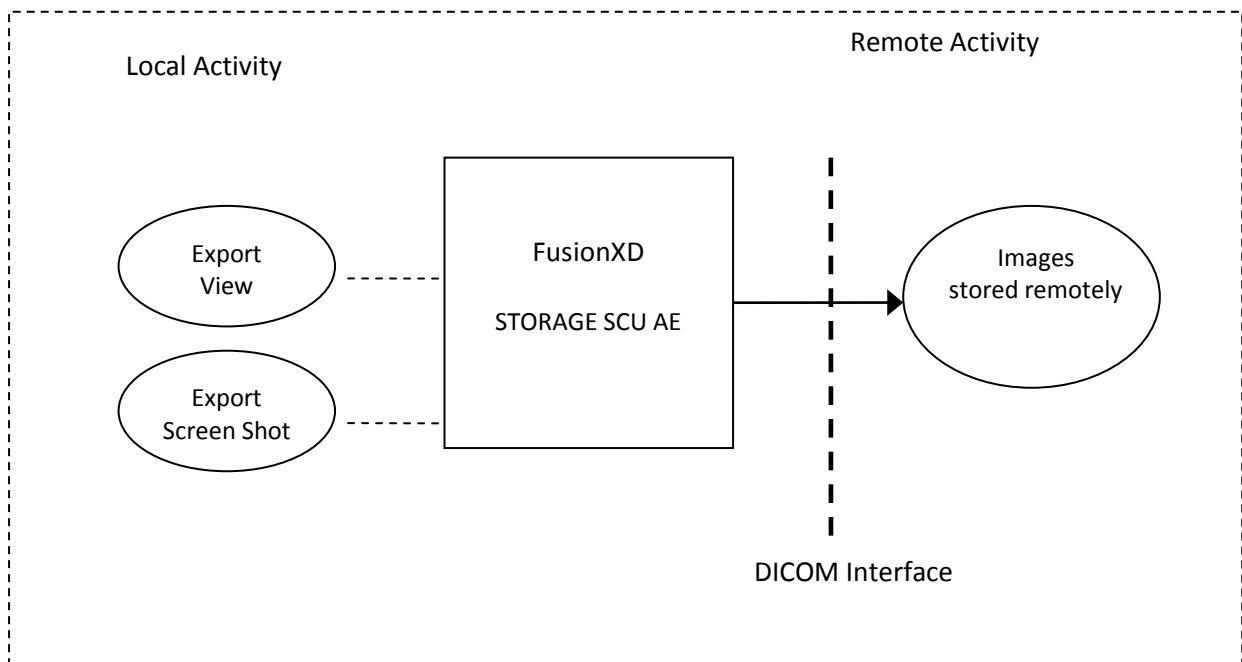 Local Activity
Remote Activity
Export
View
Export
Screen Shot
FusionXD
STORAGE SCU AE
Images
stored remotely
DICOM Interface